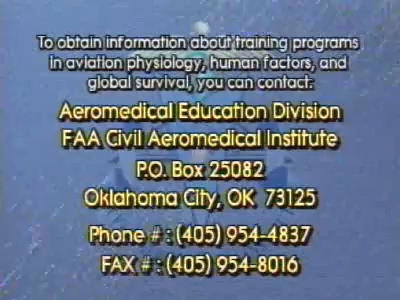 To obtain information about training programs
in aviation physiology, human factors, and
global survival, you can contact:
Aeromedical Education Division
FAA Civil Aeromedical Institute
P.O. Box 25082
Oklahoma City, OK 73125
Phone # : (405) 954-4837
FAX # : (405) 954-8016